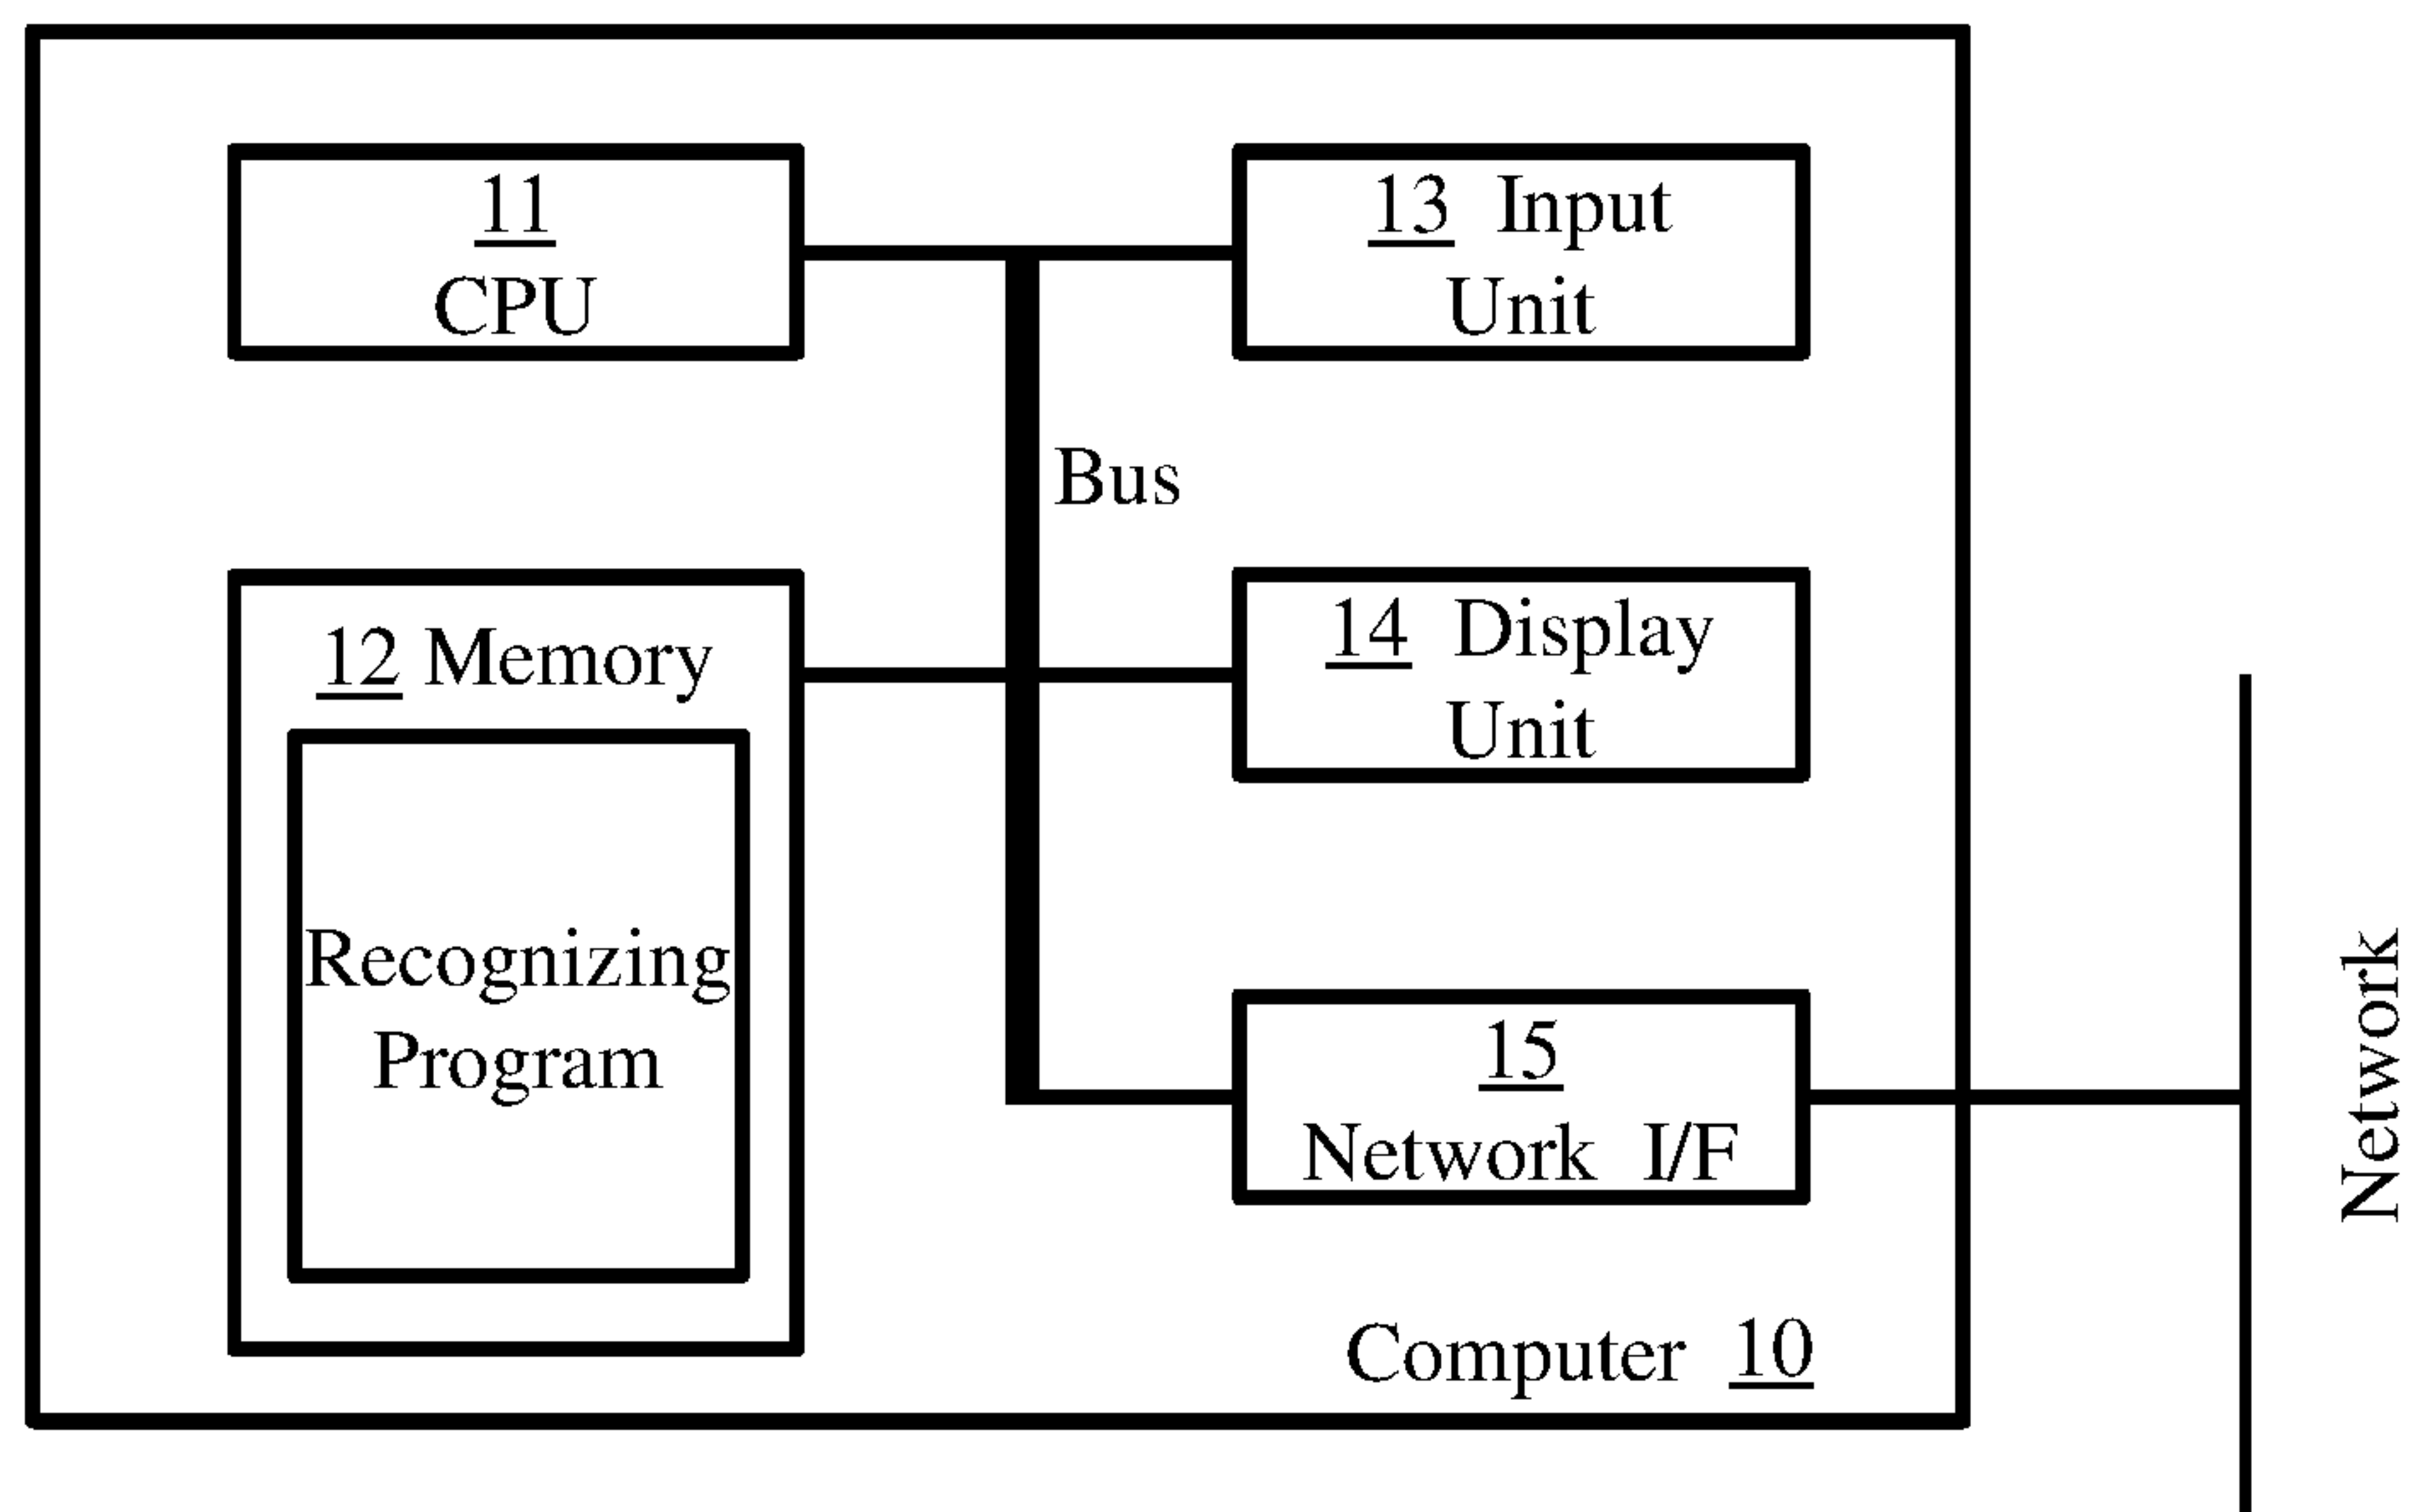 11
CPU
13 Input
Unit
Bus
12 Memory
Recognizing
Program
14 Display
Unit
15
Network I/F
Computer 10
Network